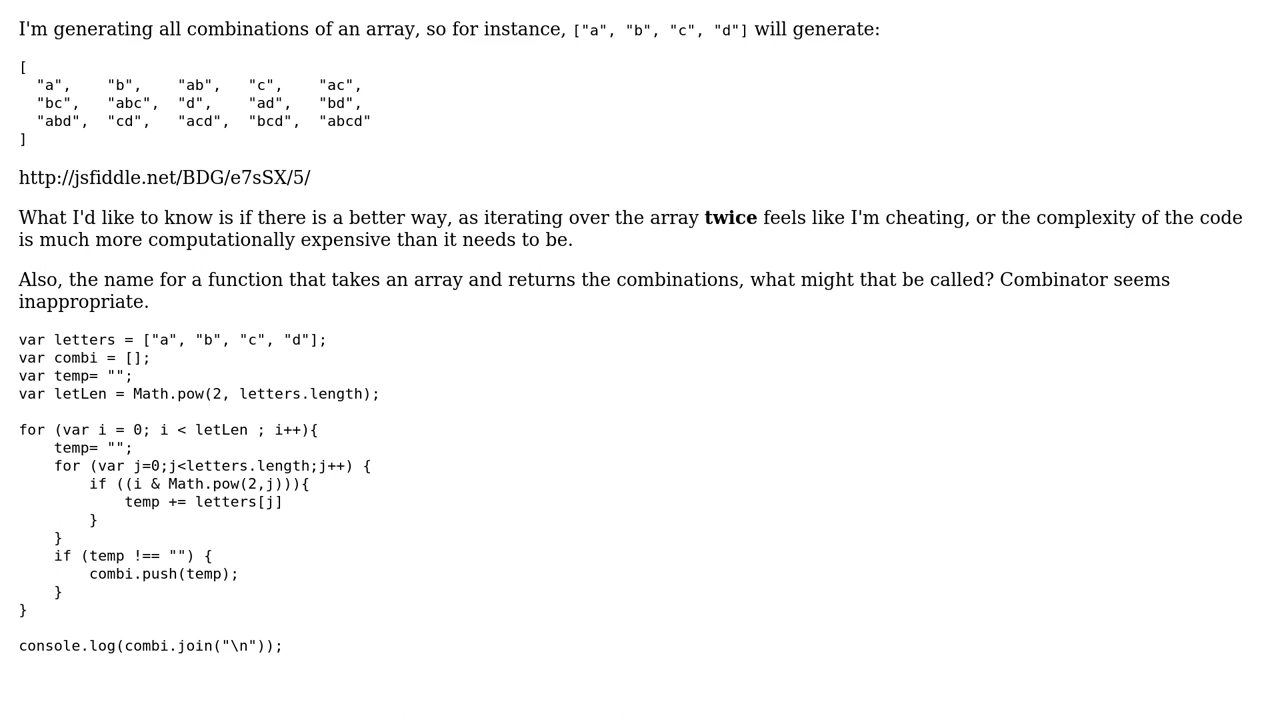 I'm generating all combinations of an array, so for instance, ["a", "b", "c", "d"] will generate:
[
  "a",    "b",    "ab",   "c",    "ac",
  "bc",   "abc",  "d",    "ad",   "bd",
  "abd",  "cd",   "acd",  "bcd",  "abcd"
]
http://jsfiddle.net/BDG/e7sSX/5/
What I'd like to know is if there is a better way, as iterating over the array twice feels like I'm cheating, or the complexity of the code
is much more computationally expensive than it needs to be.
Also, the name for a function that takes an array and returns the combinations, what might that be called? Combinator seems
inappropriate.
var letters = ["a", "b", "c", "d"];
var combi = [];
var temp= "";
var letLen = Math.pow(2, letters.length);

for (var i = 0; i < letLen ; i++){
    temp= "";
    for (var j=0;j<letters.length;j++) {
        if ((i & Math.pow(2,j))){
            temp += letters[j]
        }
    }
    if (temp !== "") {
        combi.push(temp);
    }
}

console.log(combi.join("\n"));